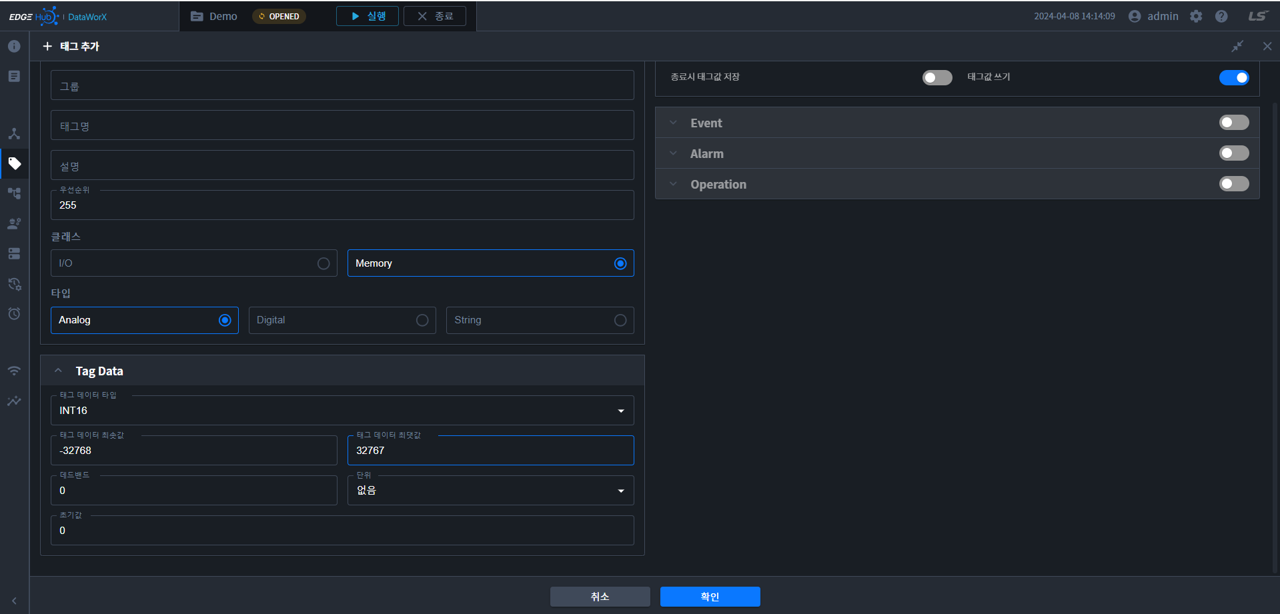 EDGE Hub | DataWorX
Demo
OPENED
실행
종료
2024-04-08 14:14:09
admin
LS
태그 추가
그룹
태그명
설명
우선순위
255
클래스
I/O
Memory
타입
Analog
Digital
String
Tag Data
태그 데이터 타입
INT16
태그 데이터 최솟값
-32768
태그 데이터 최댓값
32767
데드밴드
0
단위
없음
초기값
0
종료시 태그값 저장
태그값 쓰기
Event
Alarm
Operation
취소
확인